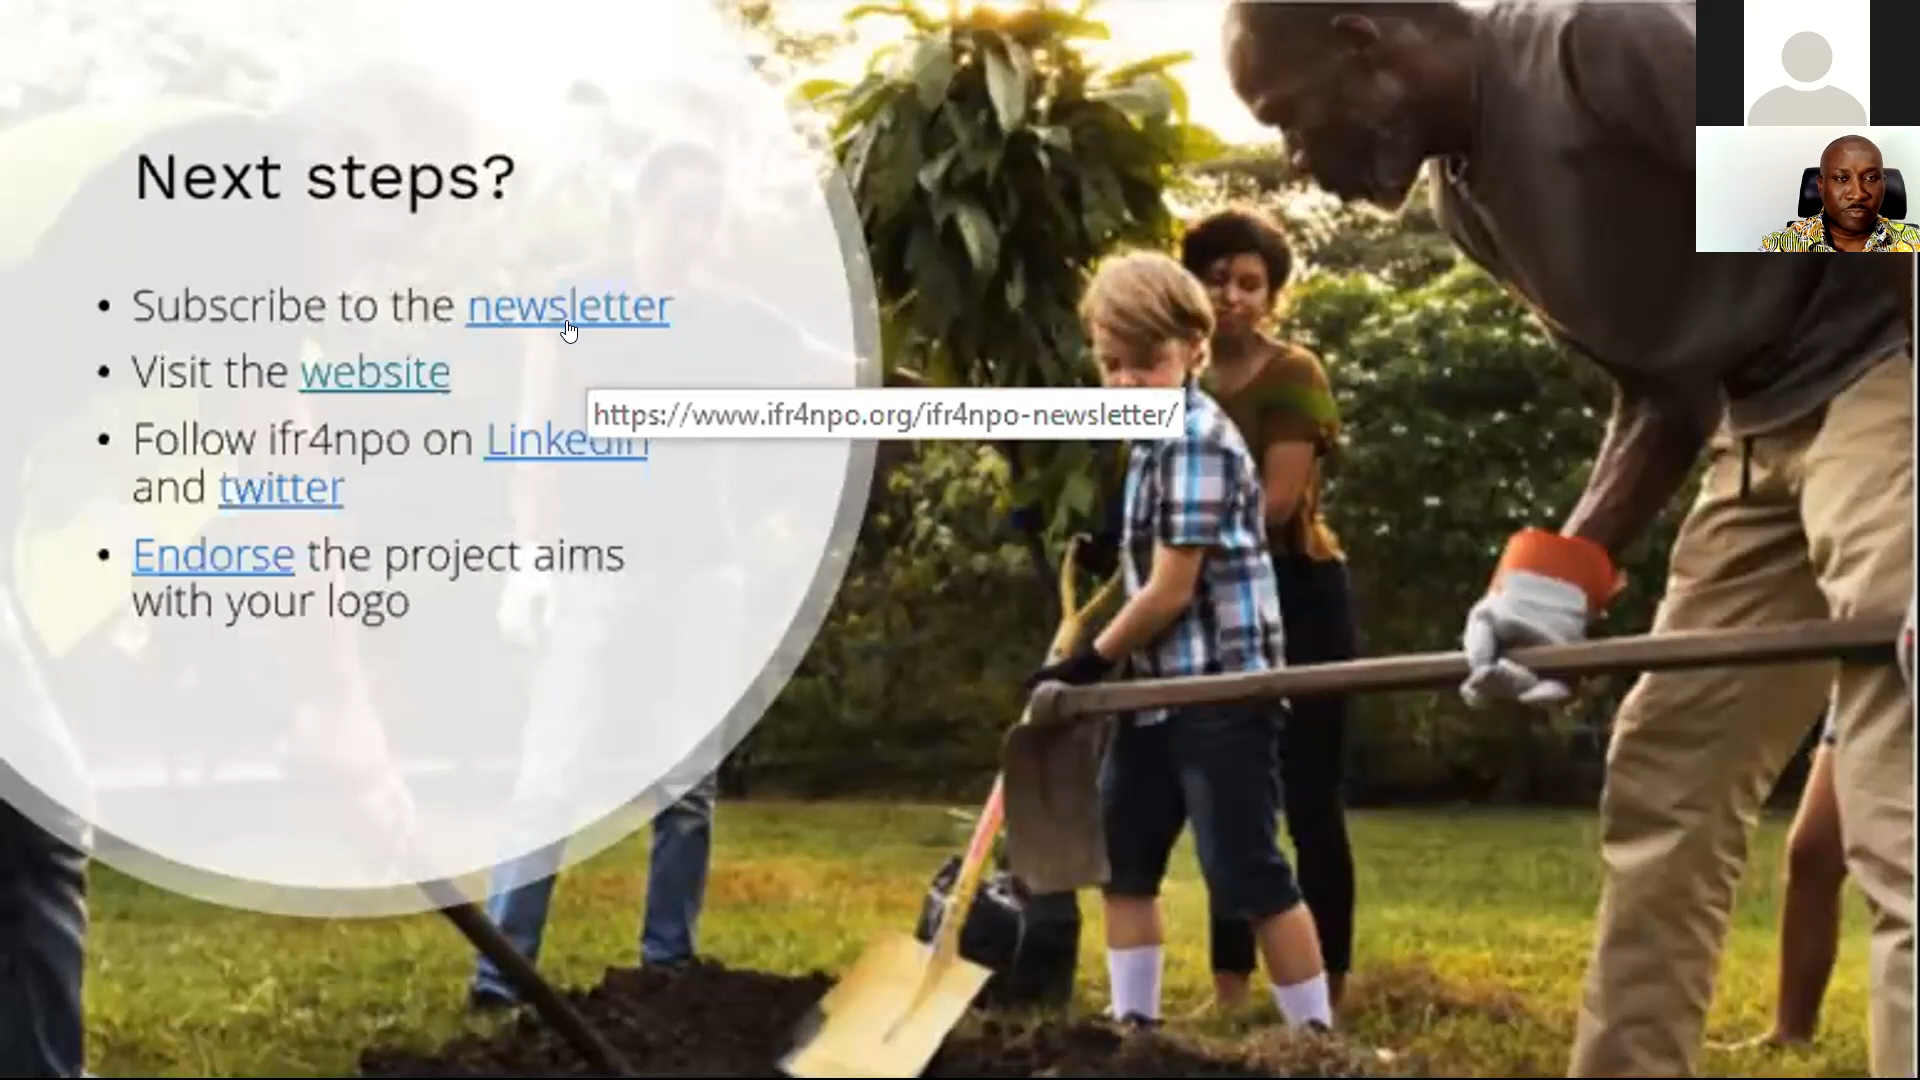 Next steps?
• Subscribe to the newsletter
• Visit the website
https://www.ifr4npo.org/ifr4npo-newsletter/
• Follow ifr4npo on LinkedIn
and twitter
• Endorse the project aims
with your logo